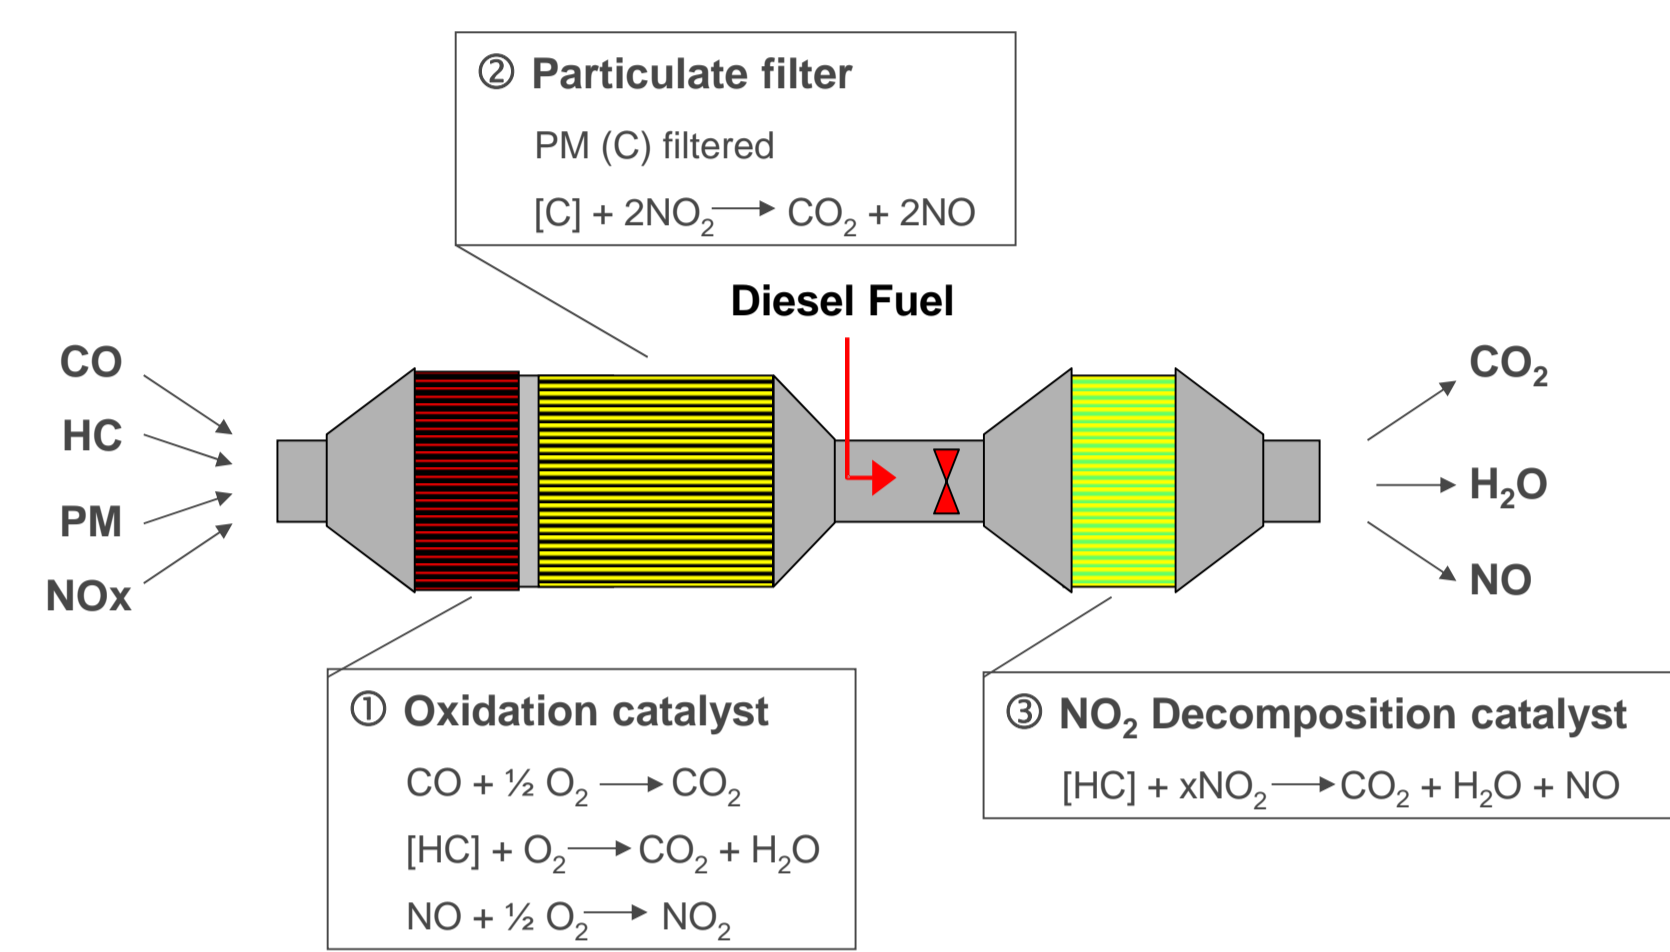 ② Particulate filter
PM (C) filtered
[C] + 2NO₂ → CO₂ + 2NO
Diesel Fuel
CO
HC
PM
NOx
CO₂
H₂O
NO
① Oxidation catalyst
CO + ½ O₂ → CO₂
[HC] + O₂ → CO₂ + H₂O
NO + ½ O₂ → NO₂
③ NO₂ Decomposition catalyst
[HC] + xNO₂ → CO₂ + H₂O + NO